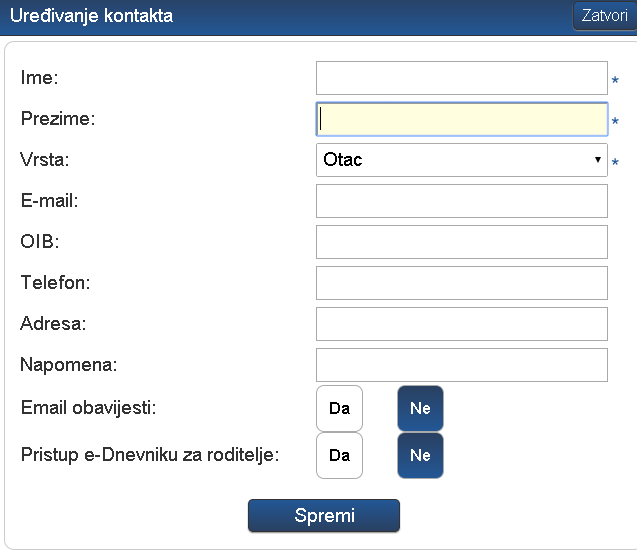 Uređivanje kontakta Zatvori
Ime: *
Prezime: *
Vrsta: Otac *
E-mail:
OIB:
Telefon:
Adresa:
Napomena:
Email obavijesti: Da Ne
Pristup e-Dnevniku za roditelje: Da Ne
Spremi